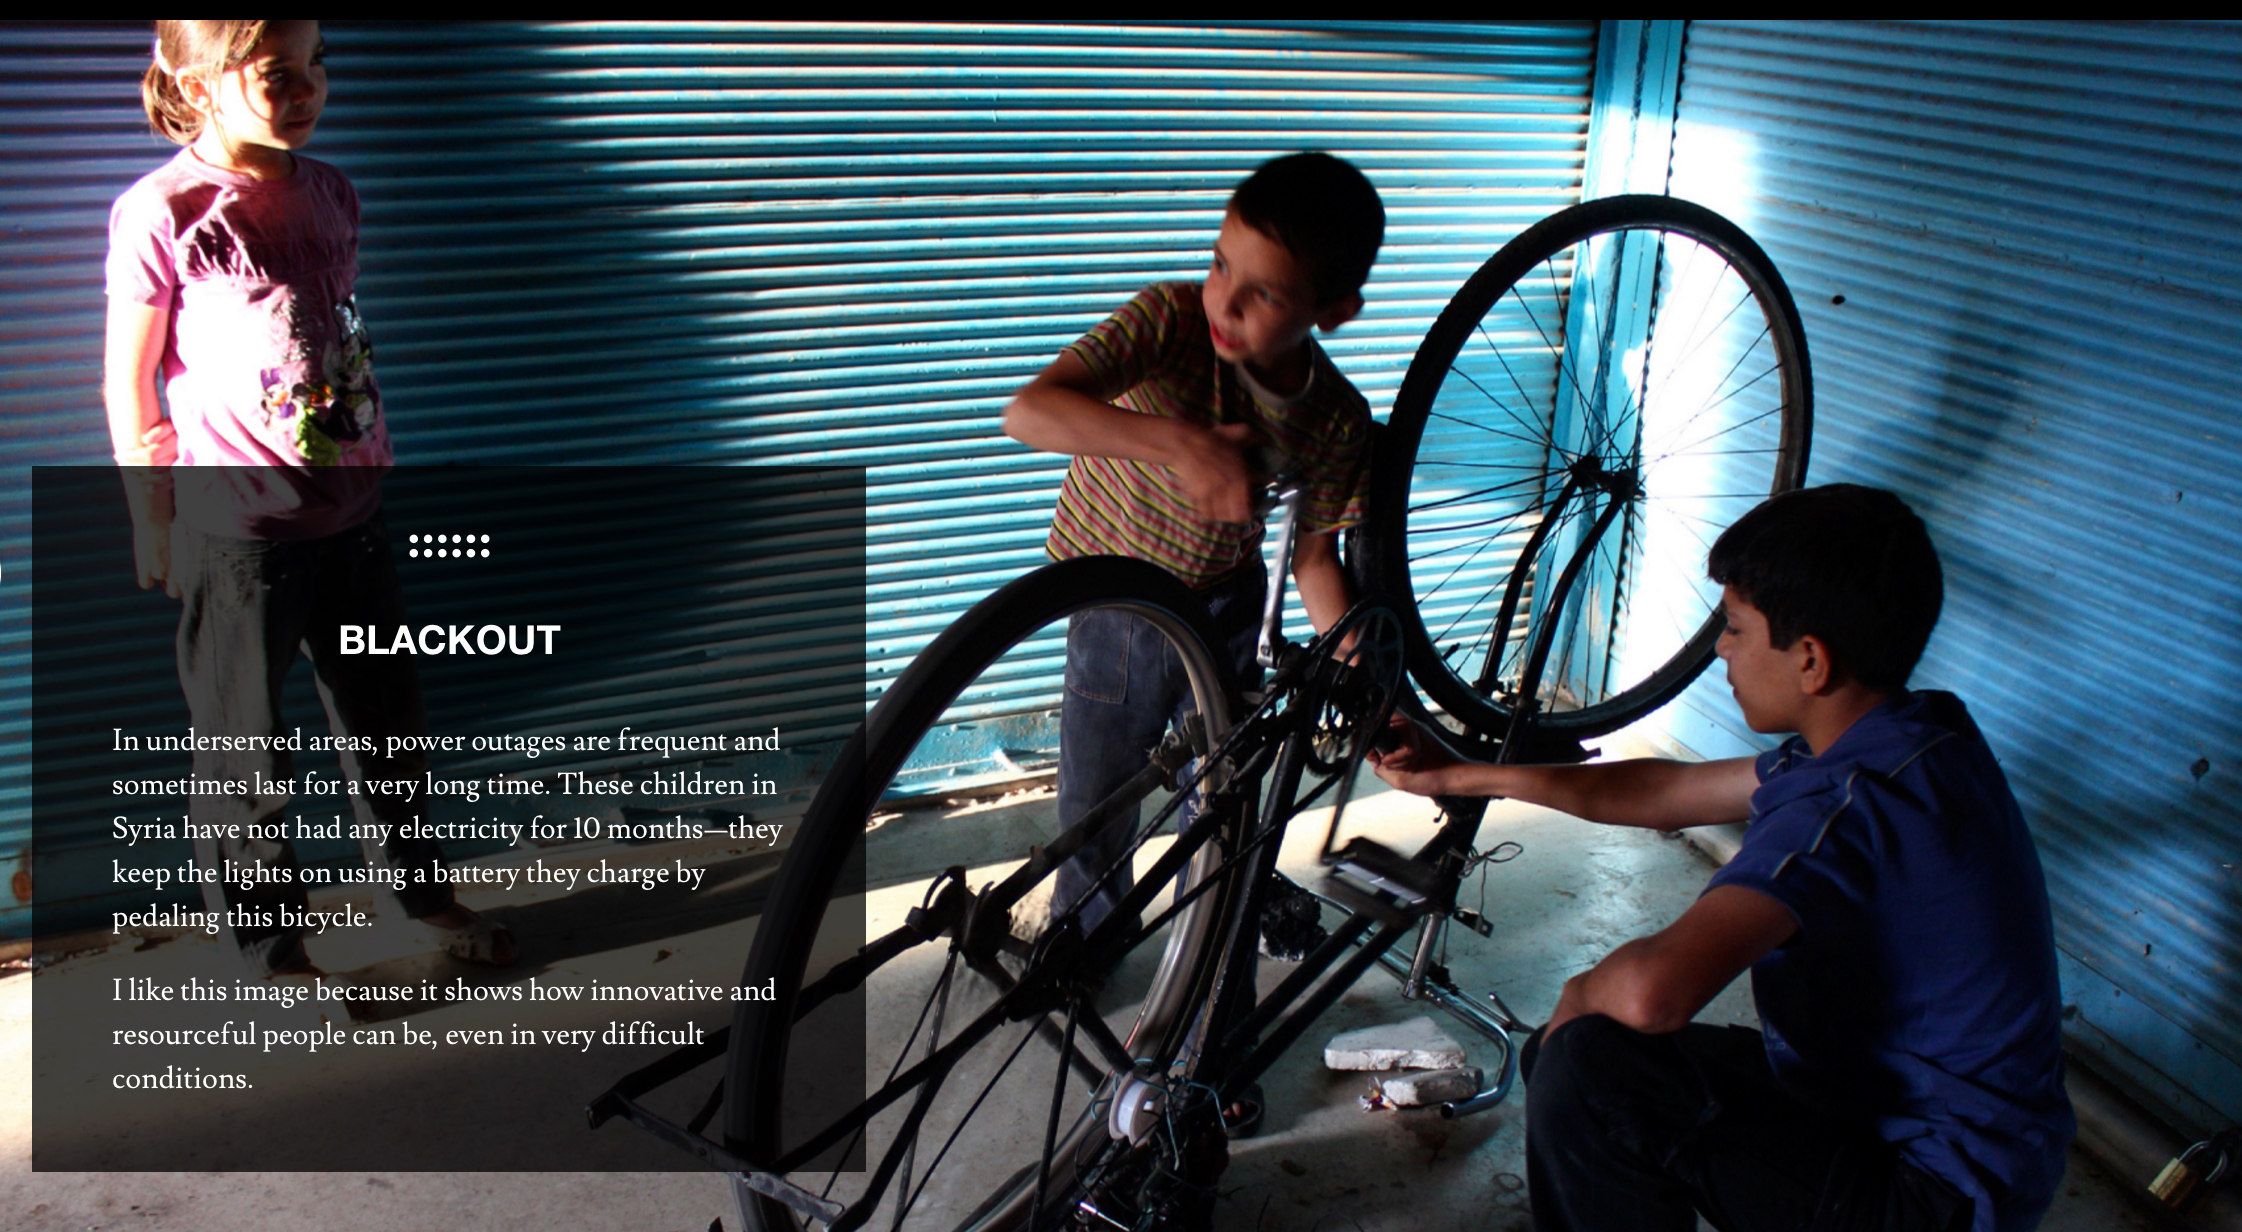 BLACKOUT
In underserved areas, power outages are frequent and
sometimes last for a very long time. These children in
Syria have not had any electricity for 10 months—they
keep the lights on using a battery they charge by
pedaling this bicycle.
I like this image because it shows how innovative and
resourceful people can be, even in very difficult
conditions.